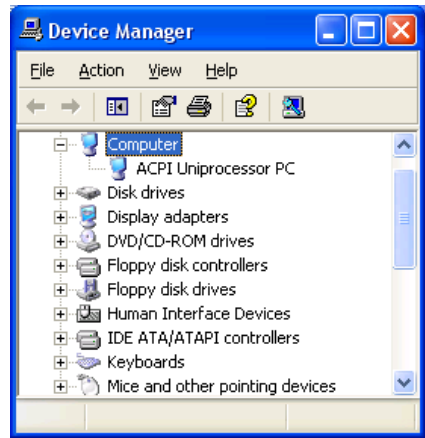 Device Manager
File Action View Help
Computer
ACPI Uniprocessor PC
Disk drives
Display adapters
DVD/CD-ROM drives
Floppy disk controllers
Floppy disk drives
Human Interface Devices
IDE ATA/ATAPI controllers
Keyboards
Mice and other pointing devices